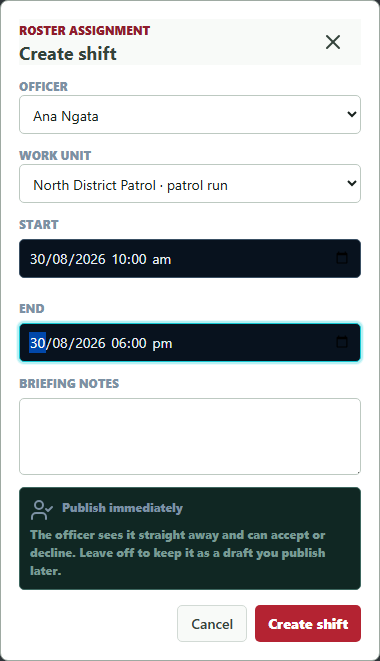 ROSTER ASSIGNMENT
Create shift
OFFICER
Ana Ngata
WORK UNIT
North District Patrol · patrol run
START
30/08/2026 10:00 am
END
30/08/2026 06:00 pm
BRIEFING NOTES
Publish immediately
The officer sees it straight away and can accept or
decline. Leave off to keep it as a draft you publish
later.
Cancel
Create shift